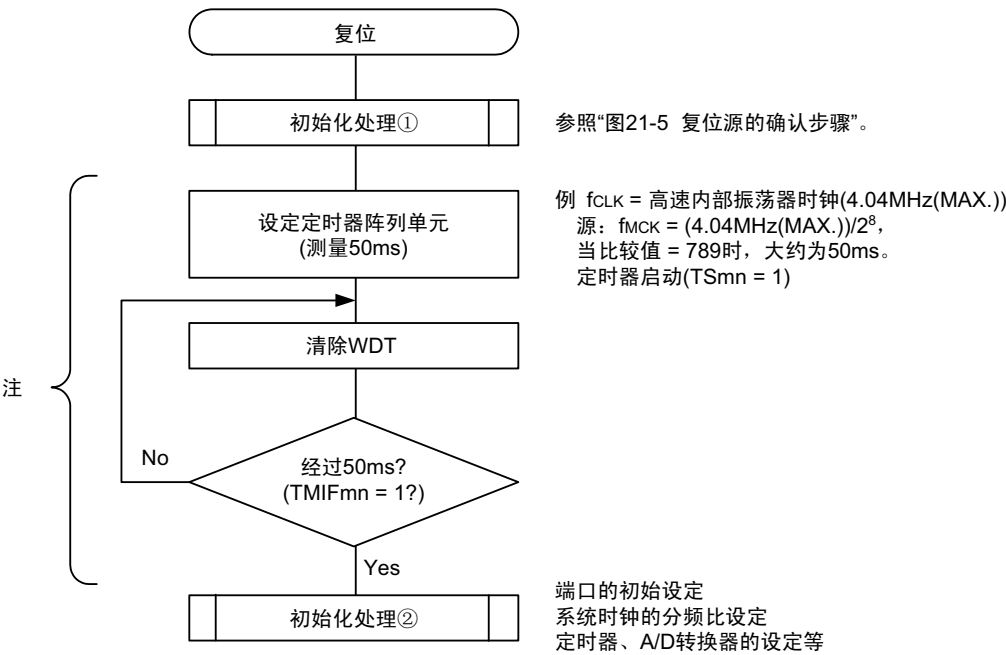 复位
初始化处理①
参照“图21-5 复位源的确认步骤”。
设定定时器阵列单元
(测量50ms)
例 fCLK = 高速内部振荡器时钟(4.04MHz(MAX.))
源：fMCK = (4.04MHz(MAX.))/2⁸，
当比较值 = 789时，大约为50ms。
定时器启动(TSmn = 1)
清除WDT
注
No
经过50ms?
(TMIFmn = 1?)
Yes
初始化处理②
端口的初始设定
系统时钟的分频比设定
定时器、A/D转换器的设定等